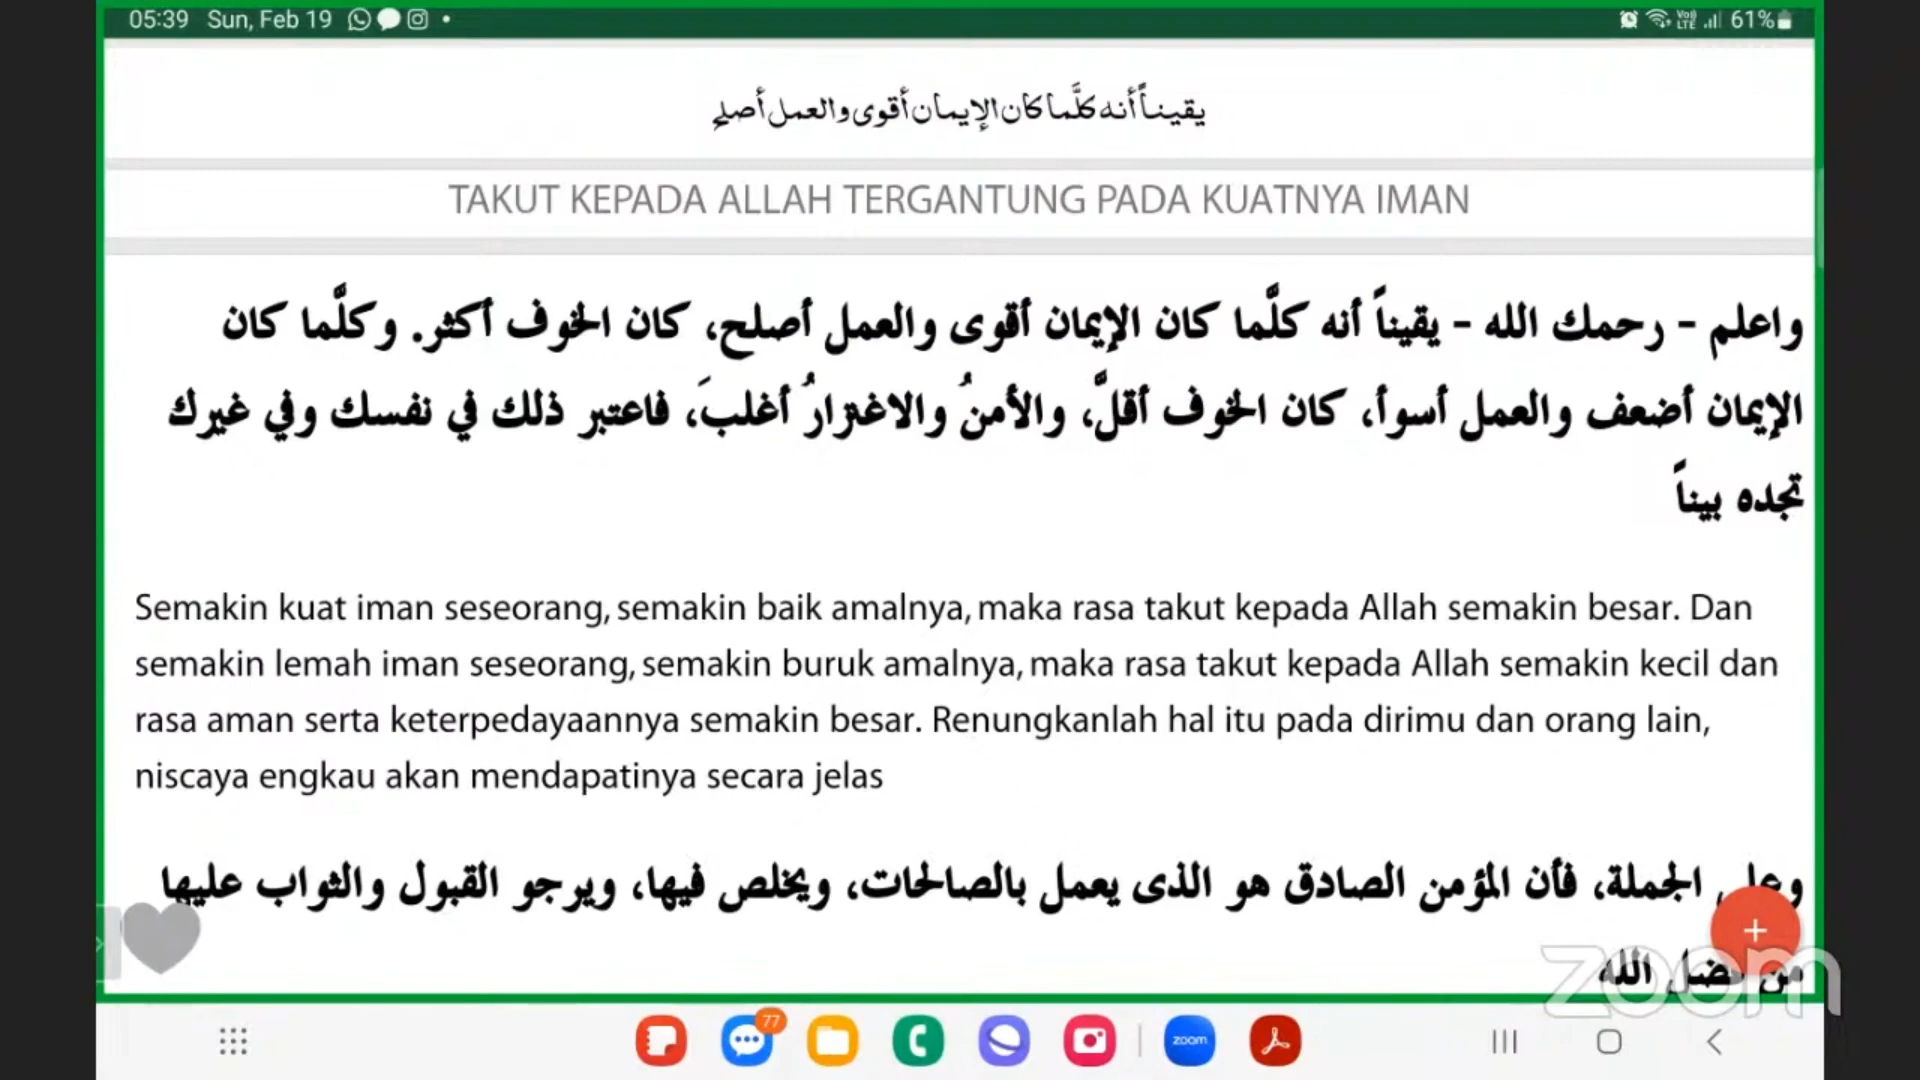 05:39 Sun, Feb 19
61%
يقيناً أنه كلَّما كان الإيمان أقوى والعمل أصلح
TAKUT KEPADA ALLAH TERGANTUNG PADA KUATNYA IMAN
واعلم - رحمك الله - يقيناً أنه كلَّما كان الإيمان أقوى والعمل أصلح، كان الخوف أكثر. وكلَّما كان
الإيمان أضعف والعمل أسوأ، كان الخوف أقلَّ، والأمنُ والاغترارُ أغلبَ، فاعتبر ذلك في نفسك وفي غيرك
تجده بيناً
Semakin kuat iman seseorang, semakin baik amalnya, maka rasa takut kepada Allah semakin besar. Dan
semakin lemah iman seseorang, semakin buruk amalnya, maka rasa takut kepada Allah semakin kecil dan
rasa aman serta keterpedayaannya semakin besar. Renungkanlah hal itu pada dirimu dan orang lain,
niscaya engkau akan mendapatinya secara jelas
وعلى الجملة، فأن المؤمن الصادق هو الذى يعمل بالصالحات، ويخلص فيها، ويرجو القبول والثواب عليها
من فضل الله
zoom
77
zoom